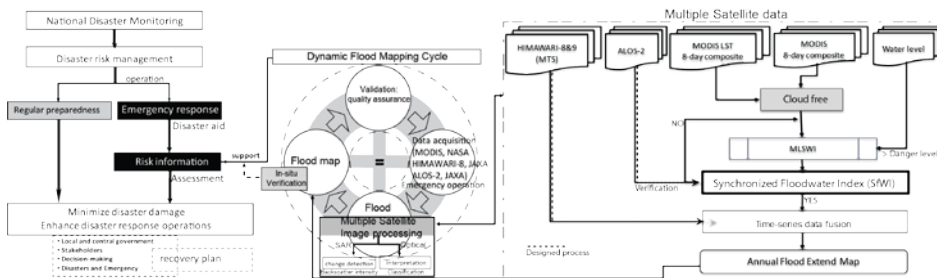 National Disaster Monitoring
Disaster risk management
operation
Regular preparedness
Emergency response
Disaster aid
Risk information
Assessment
Minimize disaster damage
Enhance disaster response operations
• Local and central government
• Stakeholders
• Decision making
• Disasters and Emergency
recovery plan
Dynamic Flood Mapping Cycle
Validation:
quality assurance
support
Flood map
=
In-situ
Verification
Data acquisition
(MODIS, NASA
HIMAWARI-8, JAXA
ALOS-2, JAXA)
Emergency operation
Flood
Multiple Satellite
Image processing
SAR
Optical
change detection
Backscatter intensity
Interpretation
Classification
Multiple Satellite data
HIMAWARI-8&9
(MTS)
ALOS-2
MODIS LST
8-day composite
MODIS
8-day composite
Water level
Cloud free
NO
MLSWI
> Danger level
Verification
Synchronized Floodwater Index (SfWI)
YES
Time-series data fusion
Designed process
Annual Flood Extend Map